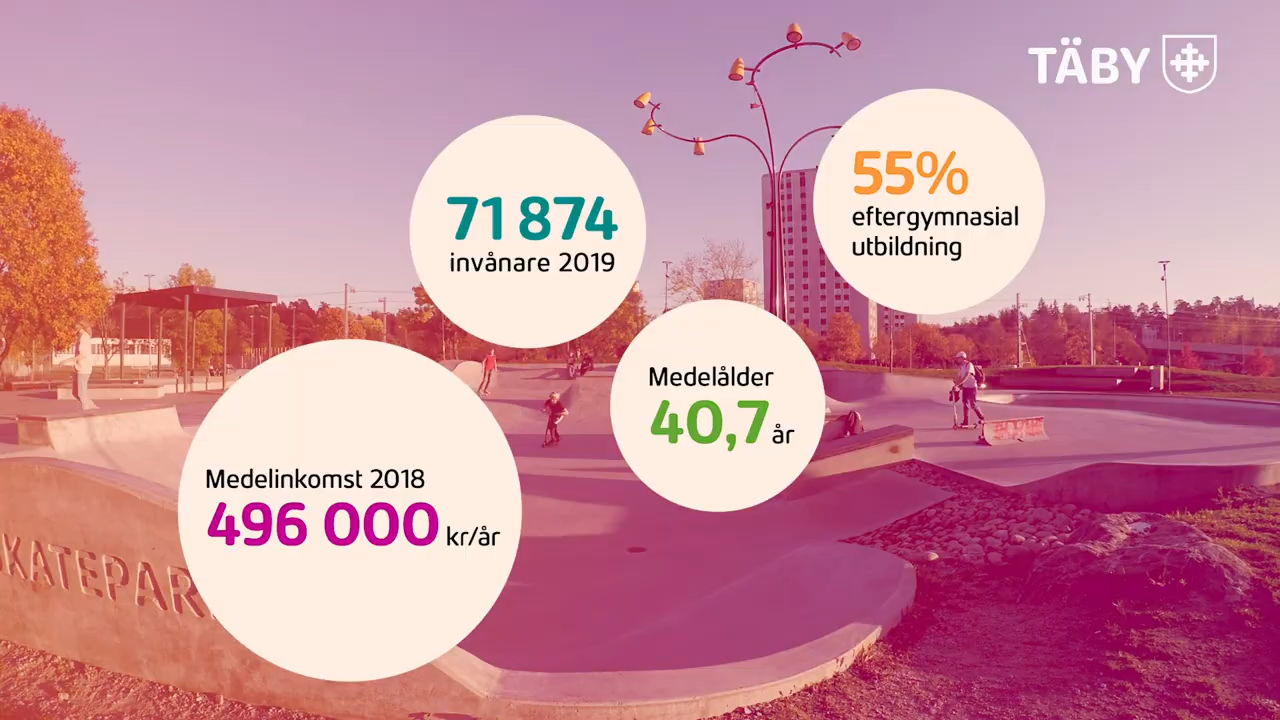 TÄBY
55%
eftergymnasial
utbildning
71 874
invånare 2019
Medelålder
40,7 år
Medelinkomst 2018
496 000 kr/år
KATEPAR